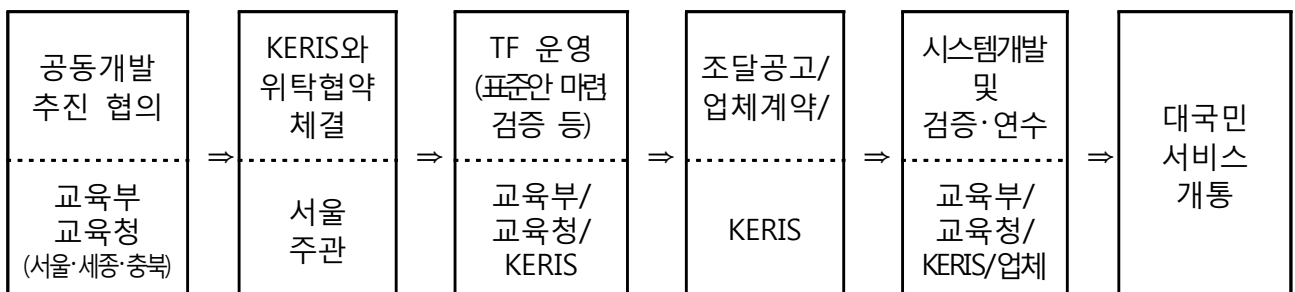 공동개발
추진 협의
교육부
교육청
(서울·세종·충북)
⇒
KERIS와
위탁협약
체결
서울
주관
⇒
TF 운영
(표준안 마련,
검증 등)
교육부/
교육청/
KERIS
⇒
조달공고/
업체계약/
KERIS
⇒
시스템개발
및
검증·연수
교육부/
교육청/
KERIS/업체
⇒
대국민
서비스
개통